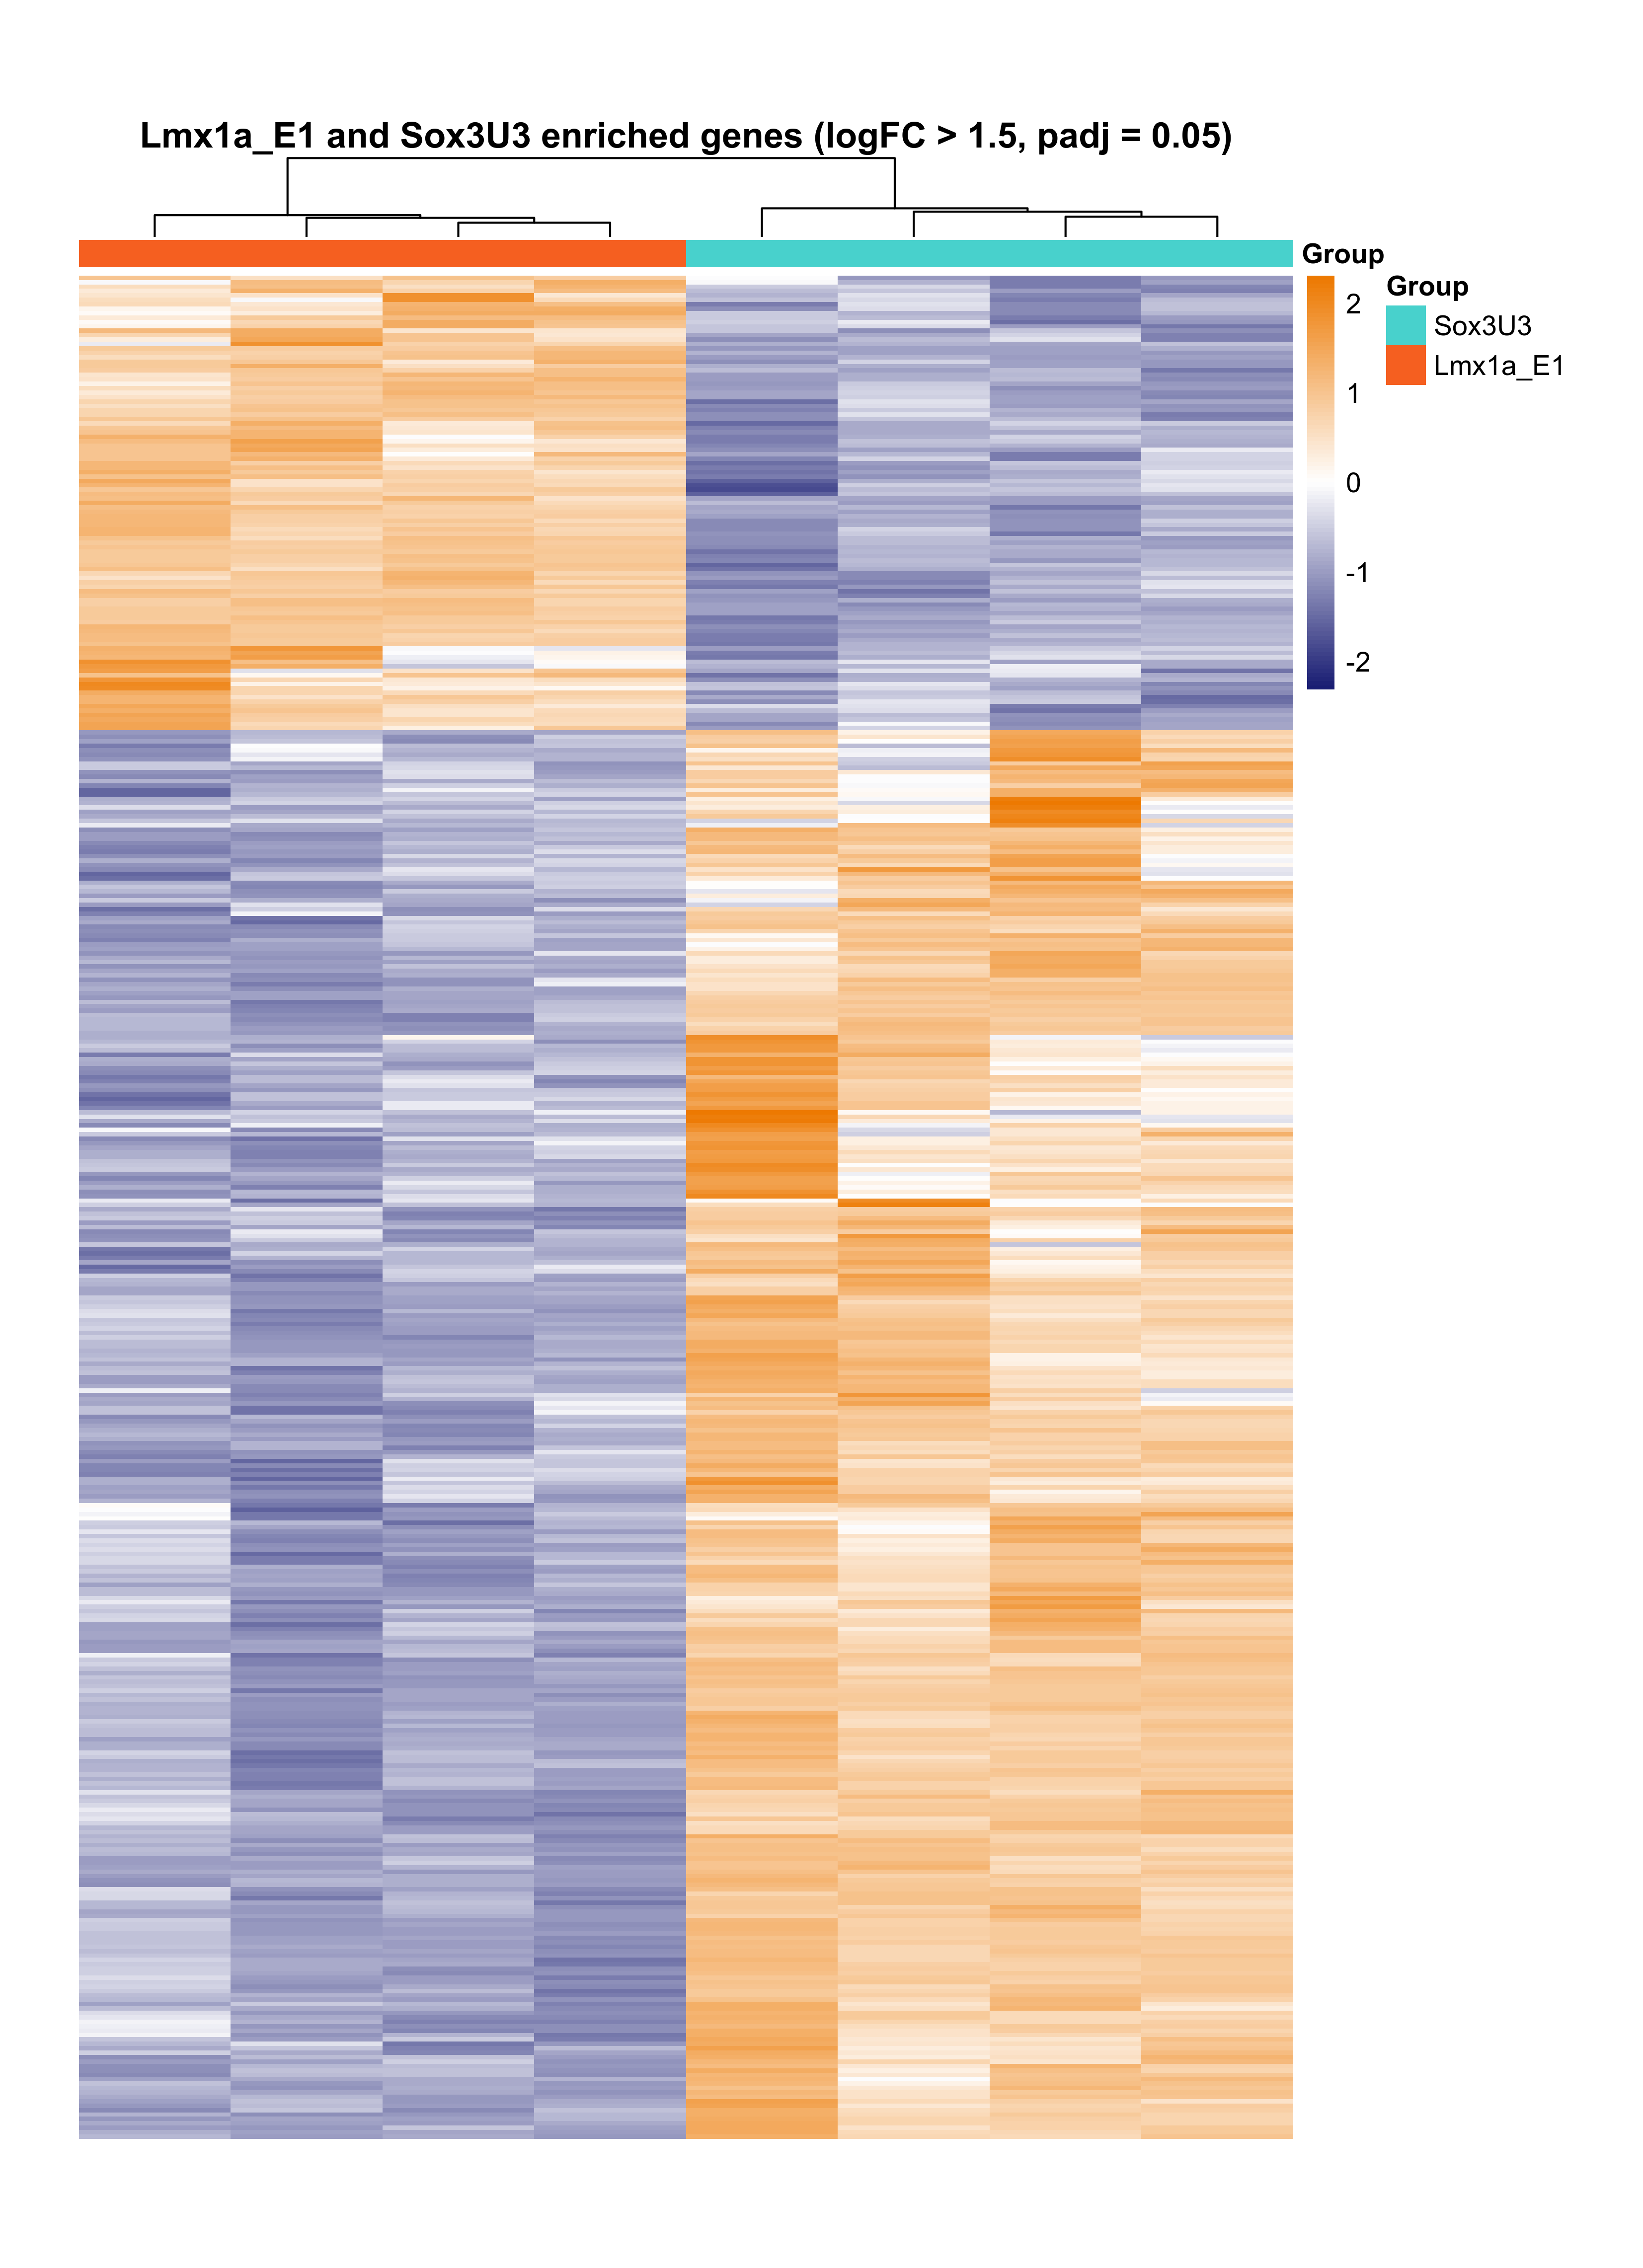 Lmx1a_E1 and Sox3U3 enriched genes (logFC > 1.5, padj = 0.05)
Group
Group
2
1
0
-1
-2
Sox3U3
Lmx1a_E1